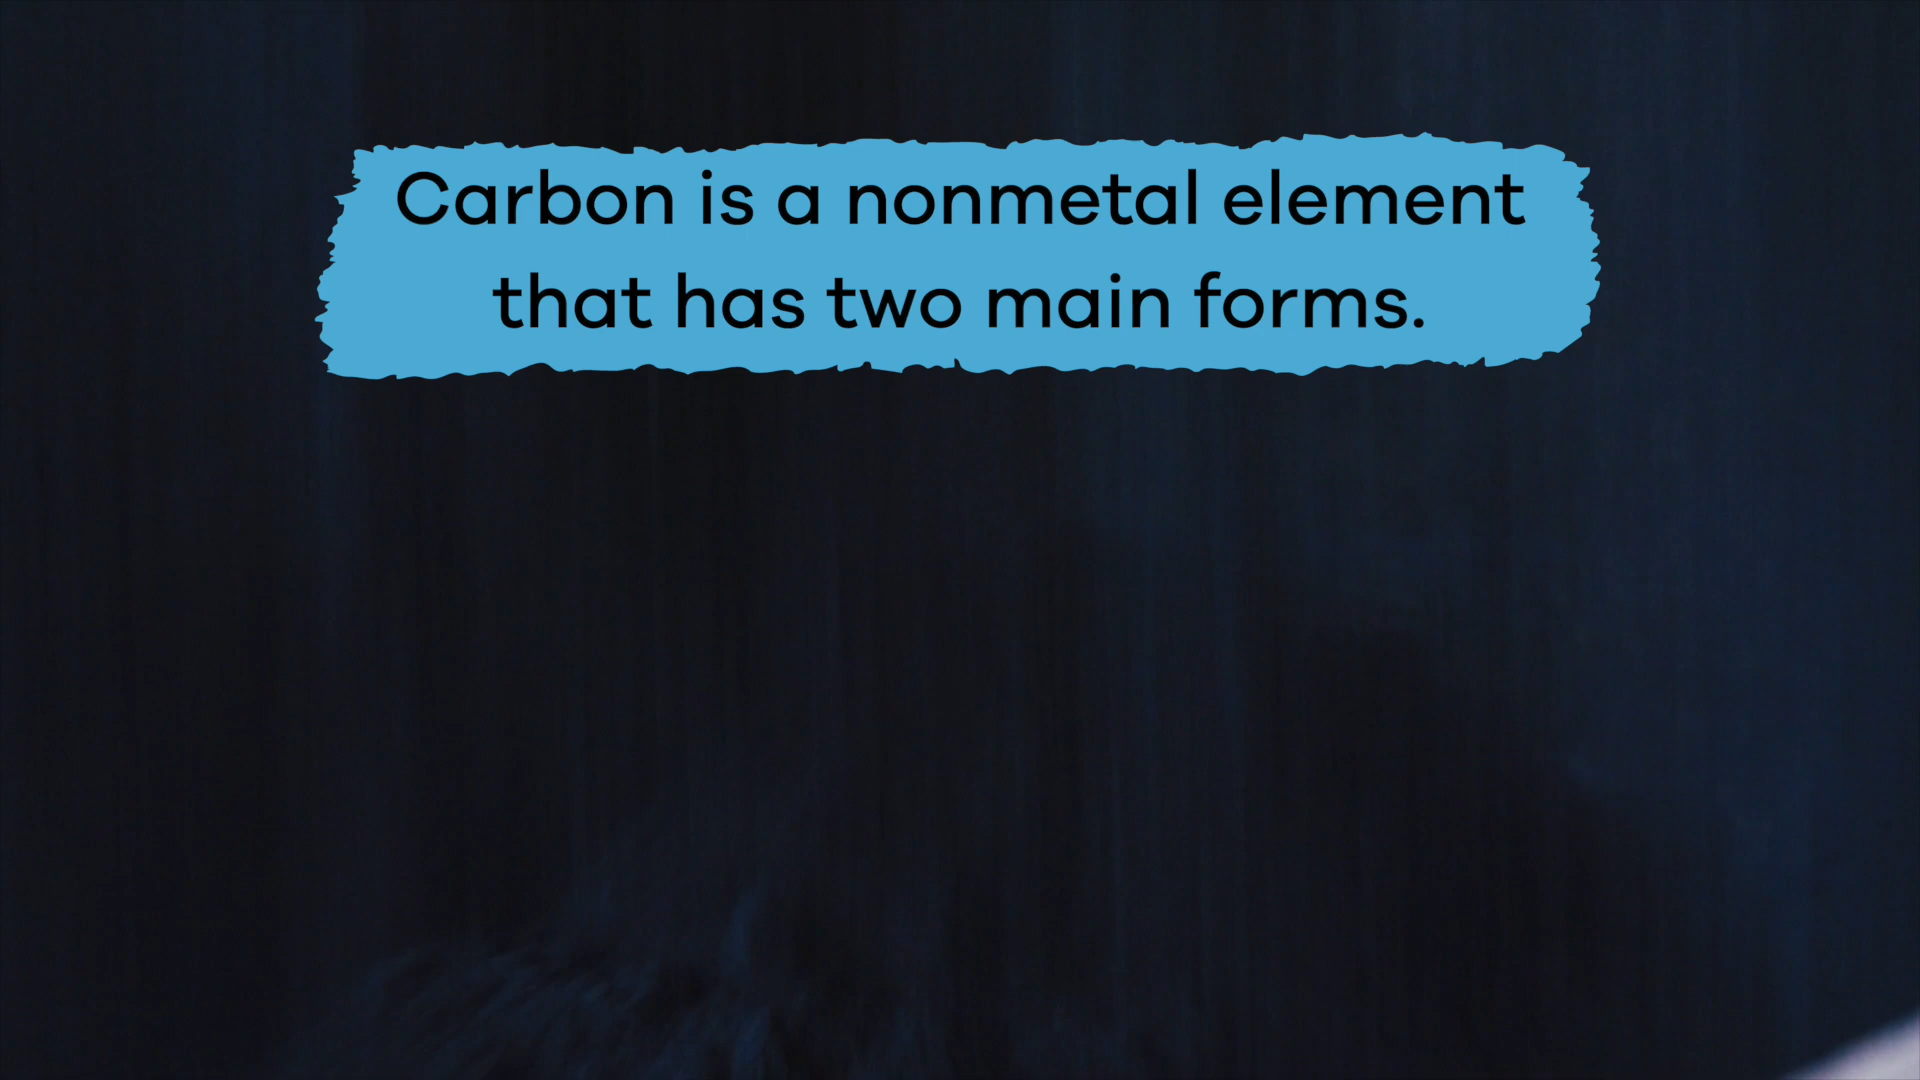 Carbon is a nonmetal element
that has two main forms.